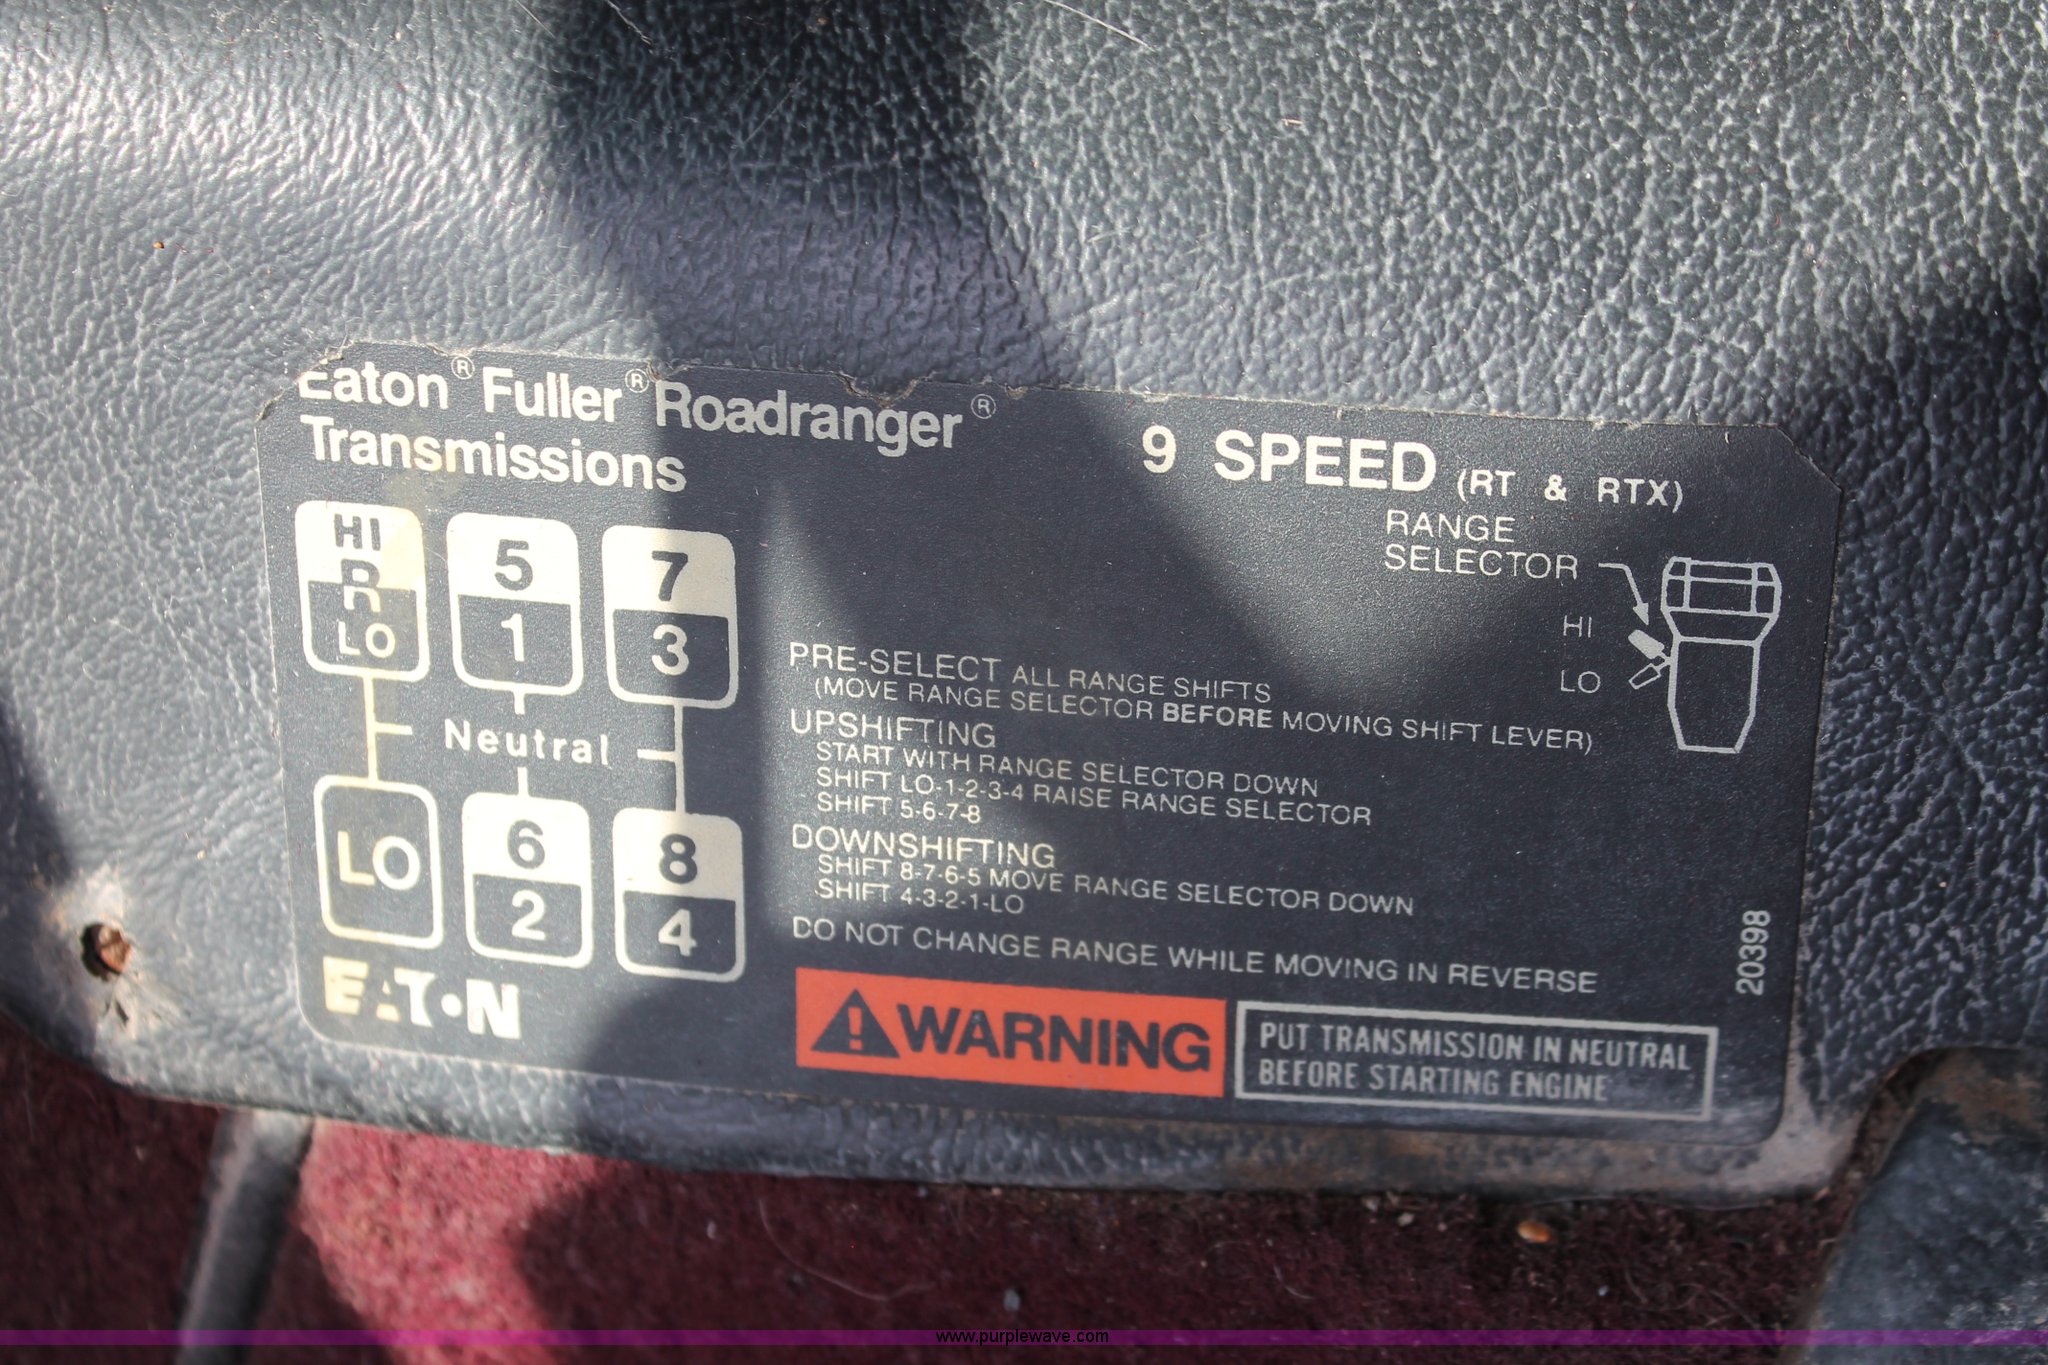 Eaton® Fuller® Roadranger®
Transmissions
9 SPEED (RT & RTX)
HI
R
LO
5
1
7
3
Neutral
LO
6
2
8
4
EATON
RANGE
SELECTOR
HI
LO
PRE-SELECT ALL RANGE SHIFTS
(MOVE RANGE SELECTOR BEFORE MOVING SHIFT LEVER)
UPSHIFTING
START WITH RANGE SELECTOR DOWN
SHIFT LO-1-2-3-4 RAISE RANGE SELECTOR
SHIFT 5-6-7-8
DOWNSHIFTING
SHIFT 8-7-6-5 MOVE RANGE SELECTOR DOWN
SHIFT 4-3-2-1-LO
DO NOT CHANGE RANGE WHILE MOVING IN REVERSE
WARNING
PUT TRANSMISSION IN NEUTRAL
BEFORE STARTING ENGINE
20398
www.purplewave.com